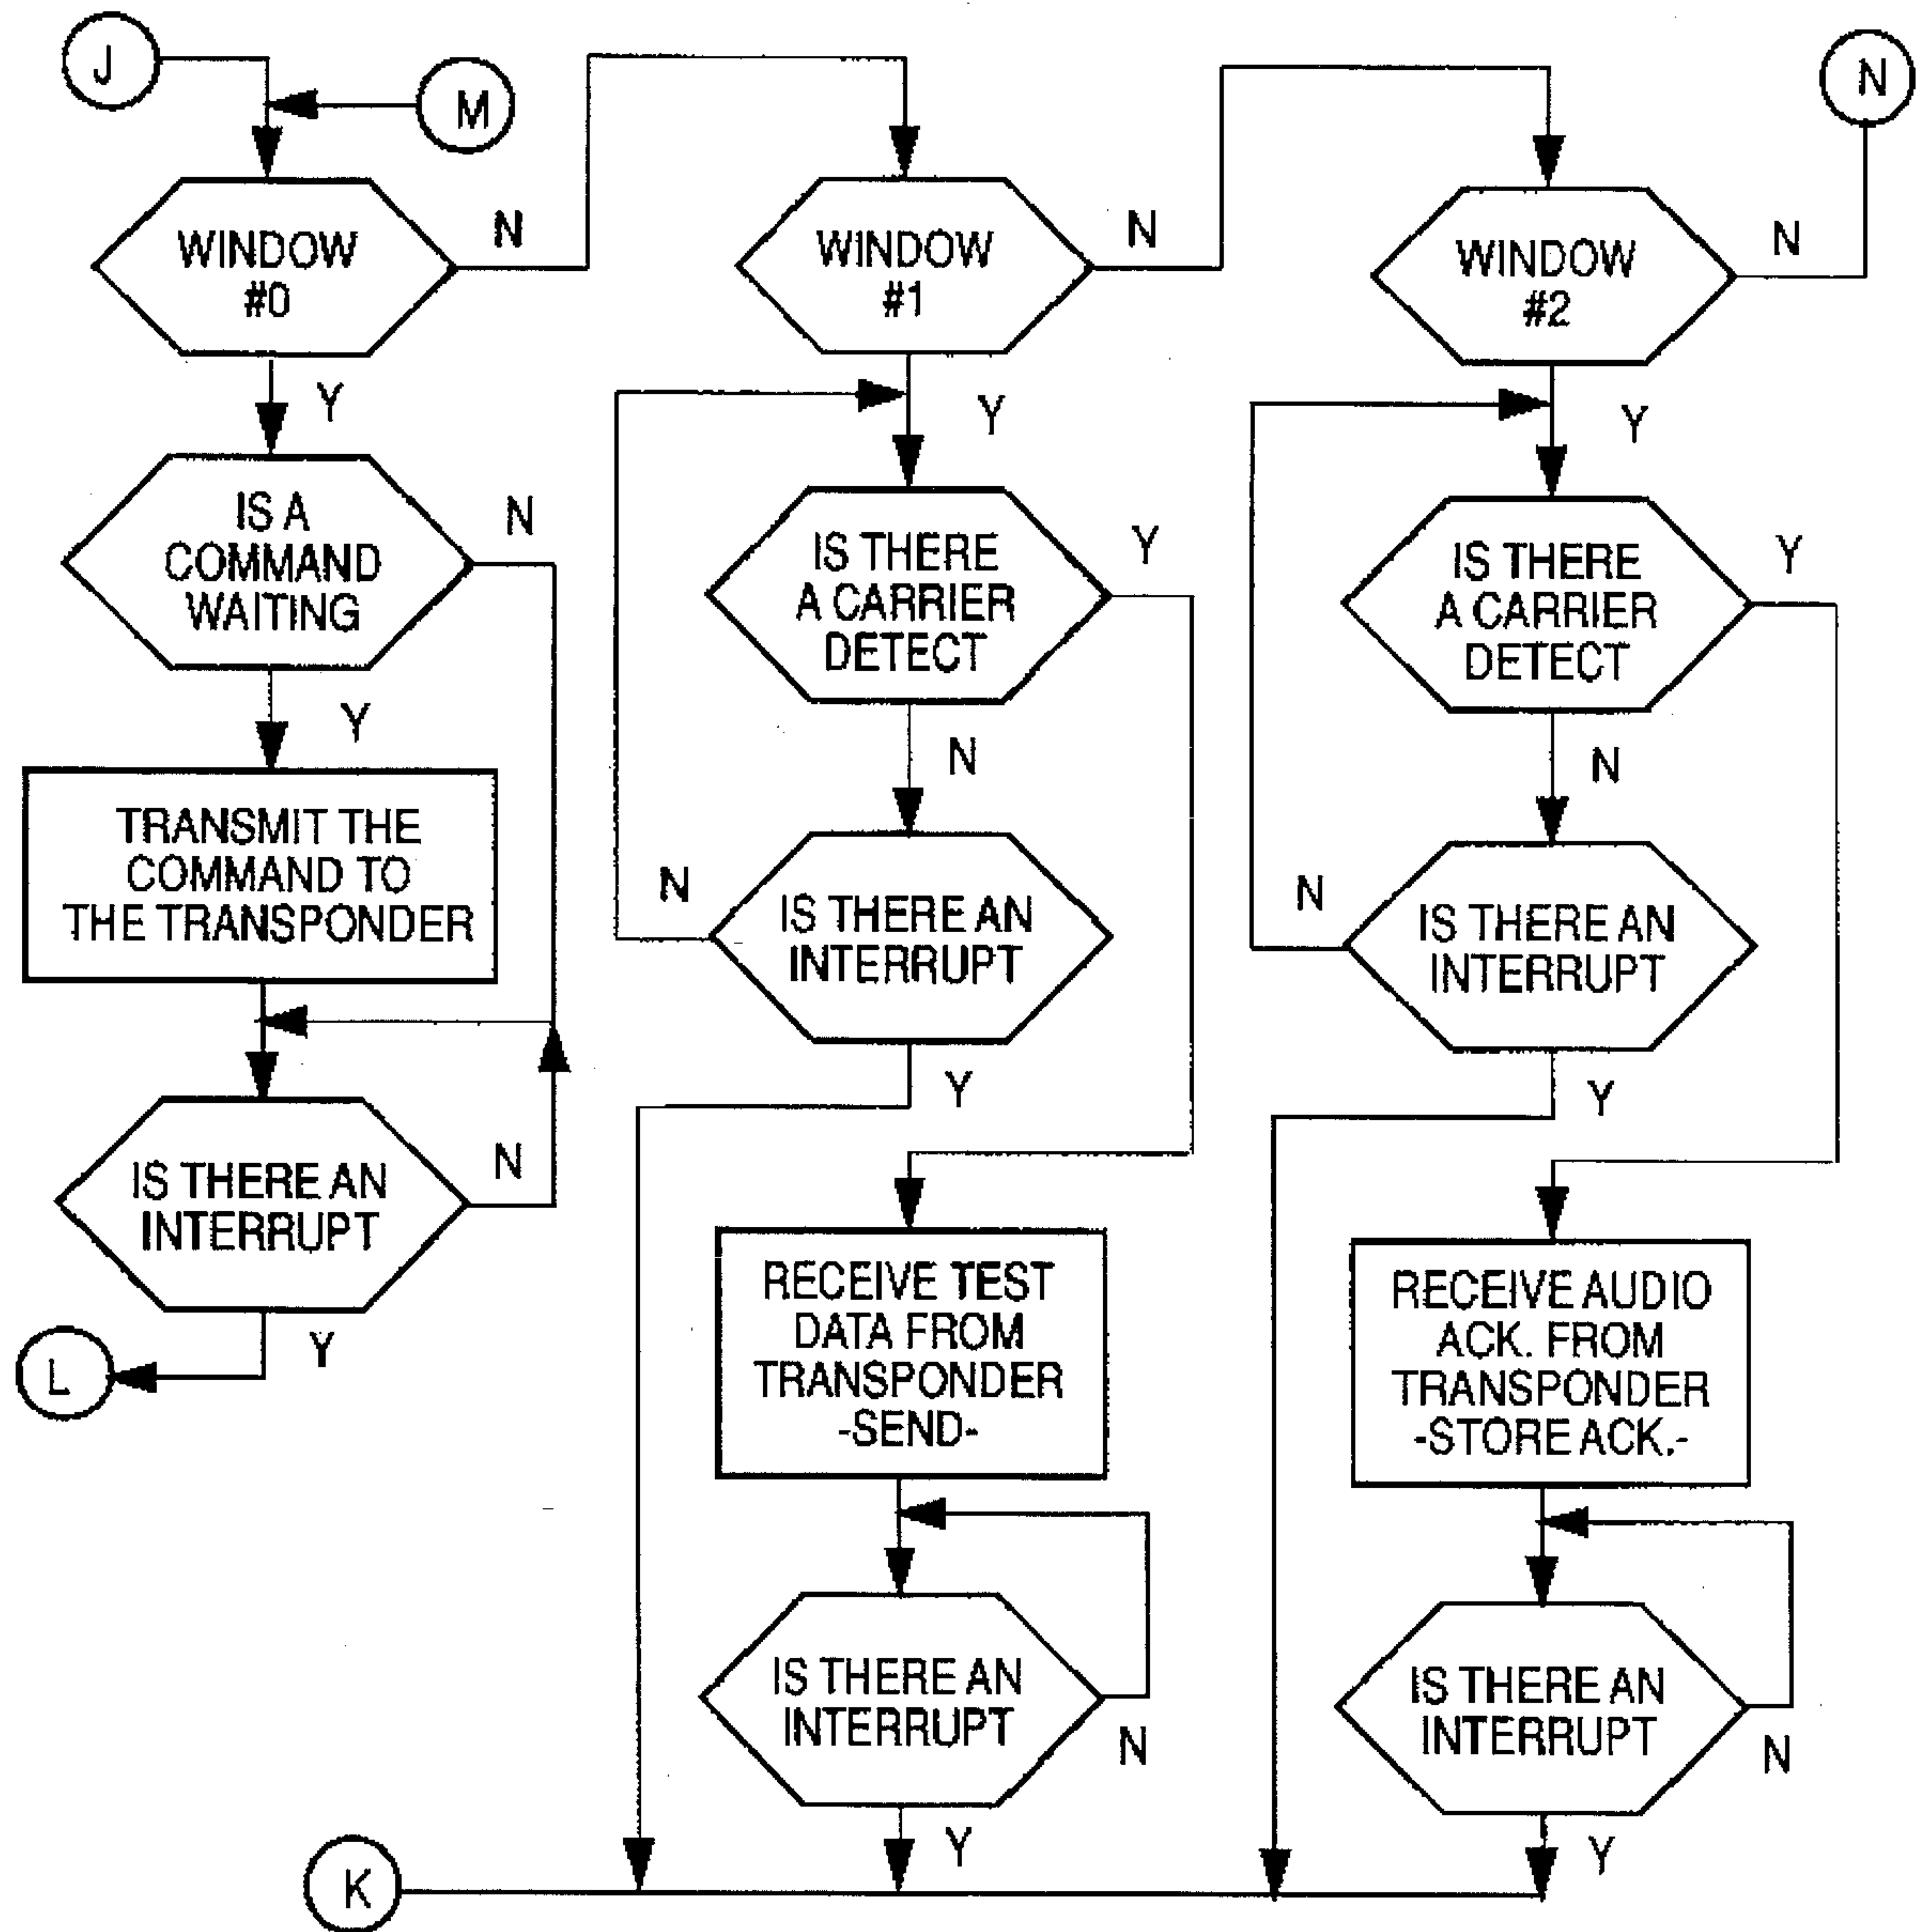 J
M
N
WINDOW
#0
N
WINDOW
#1
N
WINDOW
#2
N
Y
Y
Y
IS A
COMMAND
WAITING
N
IS THERE
A CARRIER
DETECT
Y
IS THERE
A CARRIER
DETECT
Y
Y
N
N
TRANSMIT THE
COMMAND TO
THE TRANSPONDER
N
IS THERE AN
INTERRUPT
N
IS THERE AN
INTERRUPT
Y
Y
IS THERE AN
INTERRUPT
N
Y
L
RECEIVE TEST
DATA FROM
TRANSPONDER
-SEND-
RECEIVE AUDIO
ACK. FROM
TRANSPONDER
-STORE ACK.-
IS THERE AN
INTERRUPT
N
IS THERE AN
INTERRUPT
N
Y
Y
K